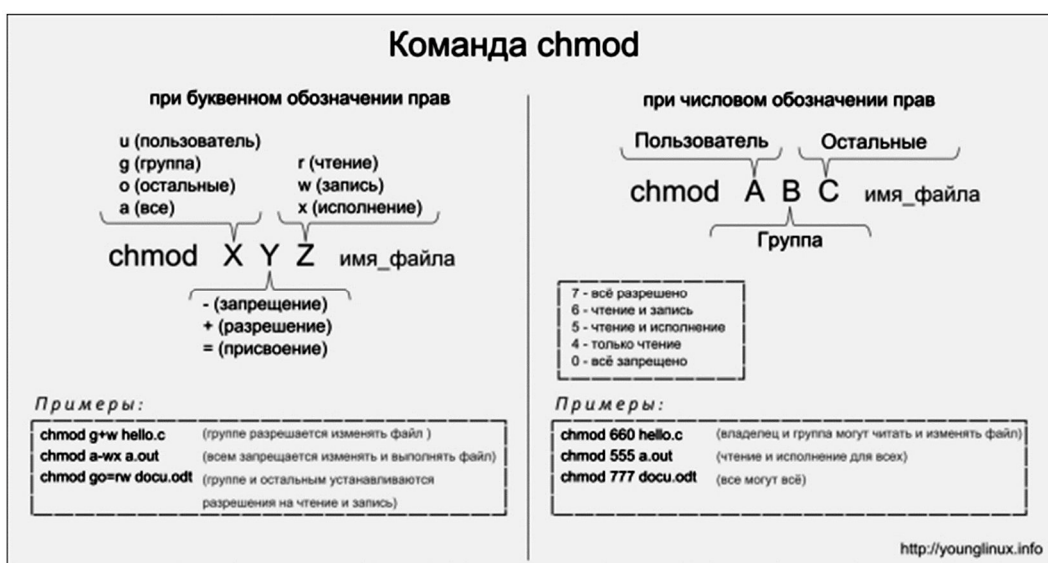 Команда chmod
при буквенном обозначении прав
u (пользователь)
g (группа)
o (остальные)
a (все)
r (чтение)
w (запись)
x (исполнение)
chmod X Y Z имя_файла
- (запрещение)
+ (разрешение)
= (присвоение)
Примеры:
chmod g+w hello.c (группе разрешается изменять файл )
chmod a-wx a.out (всем запрещается изменять и выполнять файл)
chmod go=rw docu.odt (группе и остальным устанавливаются
разрешения на чтение и запись)
при числовом обозначении прав
Пользователь Остальные
chmod A B C имя_файла
Группа
7 - всё разрешено
6 - чтение и запись
5 - чтение и исполнение
4 - только чтение
0 - всё запрещено
Примеры:
chmod 660 hello.c (владелец и группа могут читать и изменять файл)
chmod 555 a.out (чтение и исполнение для всех)
chmod 777 docu.odt (все могут всё)
http://younglinux.info